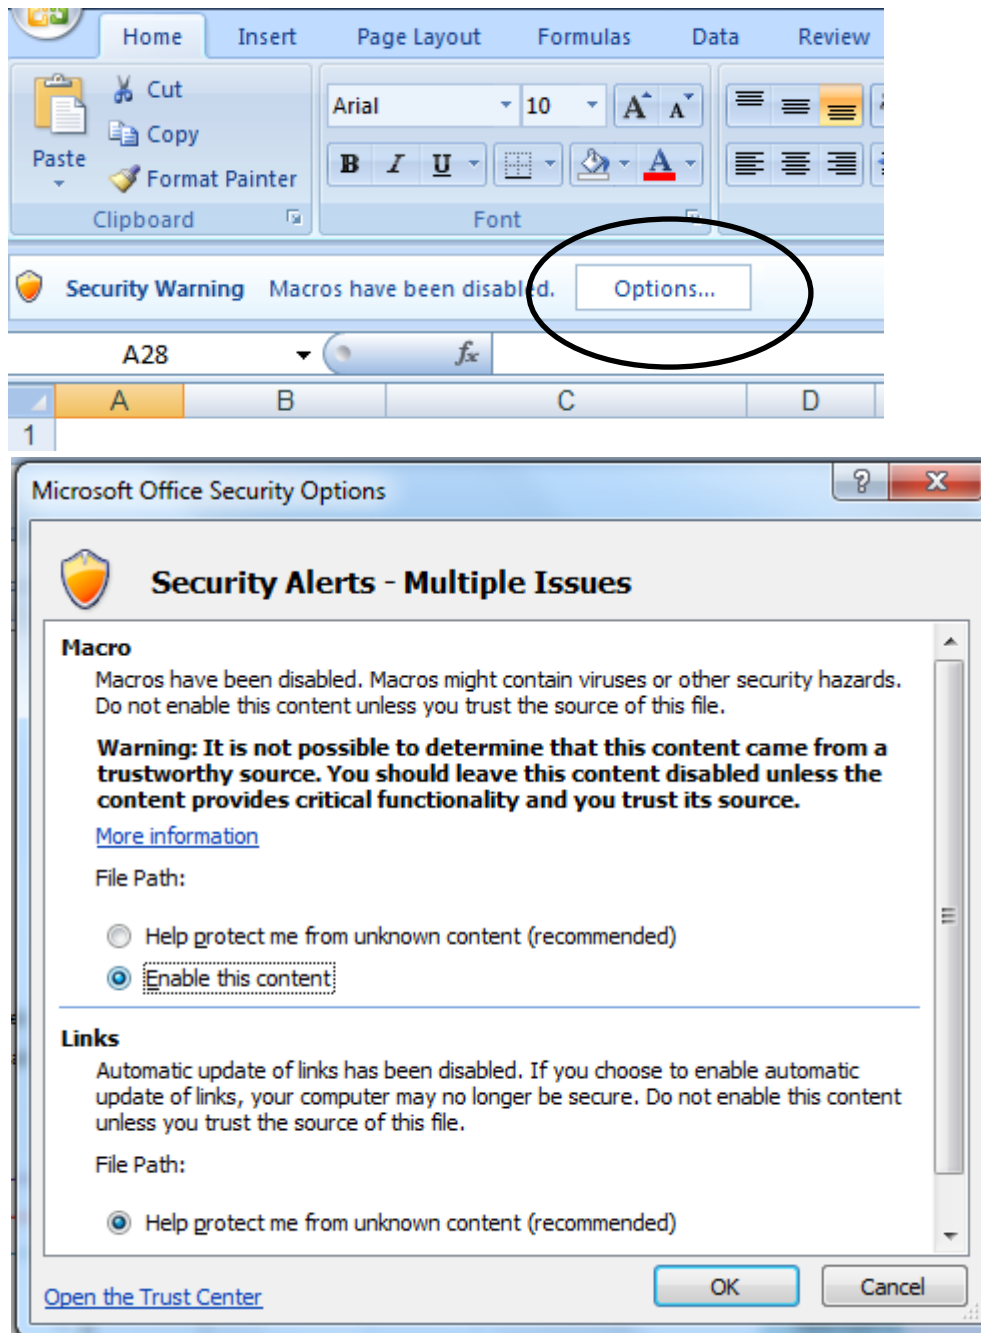 Home Insert Page Layout Formulas Data Review
Cut
Arial 10 A A
Copy
Paste
B I U A
Format Painter
Clipboard Font
Security Warning Macros have been disabled. Options...
A28 fx
A B C D
1
Microsoft Office Security Options
Security Alerts - Multiple Issues
Macro
Macros have been disabled. Macros might contain viruses or other security hazards.
Do not enable this content unless you trust the source of this file.
Warning: It is not possible to determine that this content came from a
trustworthy source. You should leave this content disabled unless the
content provides critical functionality and you trust its source.
More information
File Path:
Help protect me from unknown content (recommended)
Enable this content
Links
Automatic update of links has been disabled. If you choose to enable automatic
update of links, your computer may no longer be secure. Do not enable this content
unless you trust the source of this file.
File Path:
Help protect me from unknown content (recommended)
Open the Trust Center OK Cancel